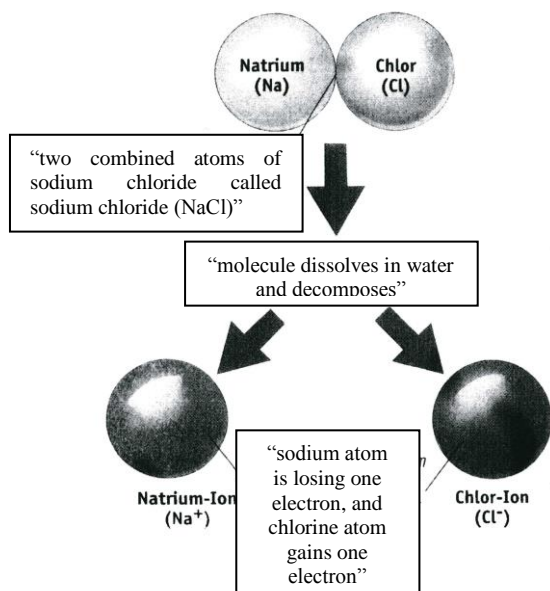 Natrium
(Na)
Chlor
(Cl)
“two combined atoms of
sodium chloride called
sodium chloride (NaCl)”
“molecule dissolves in water
and decomposes”
“sodium atom
is losing one
electron, and
chlorine atom
gains one
electron”
Natrium-Ion
(Na⁺)
Chlor-Ion
(Cl⁻)